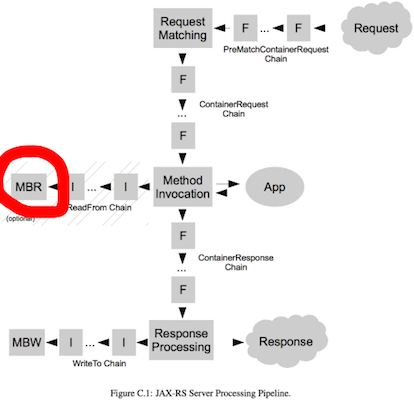 Request
Matching
F
...
F
Request
PreMatchContainerRequest
Chain
F
...
F
ContainerRequest
Chain
MBR
I
...
I
Method
Invocation
App
(optional)
ReadFrom Chain
F
...
F
ContainerResponse
Chain
MBW
I
...
I
Response
Processing
Response
WriteTo Chain
Figure C.1: JAX-RS Server Processing Pipeline.